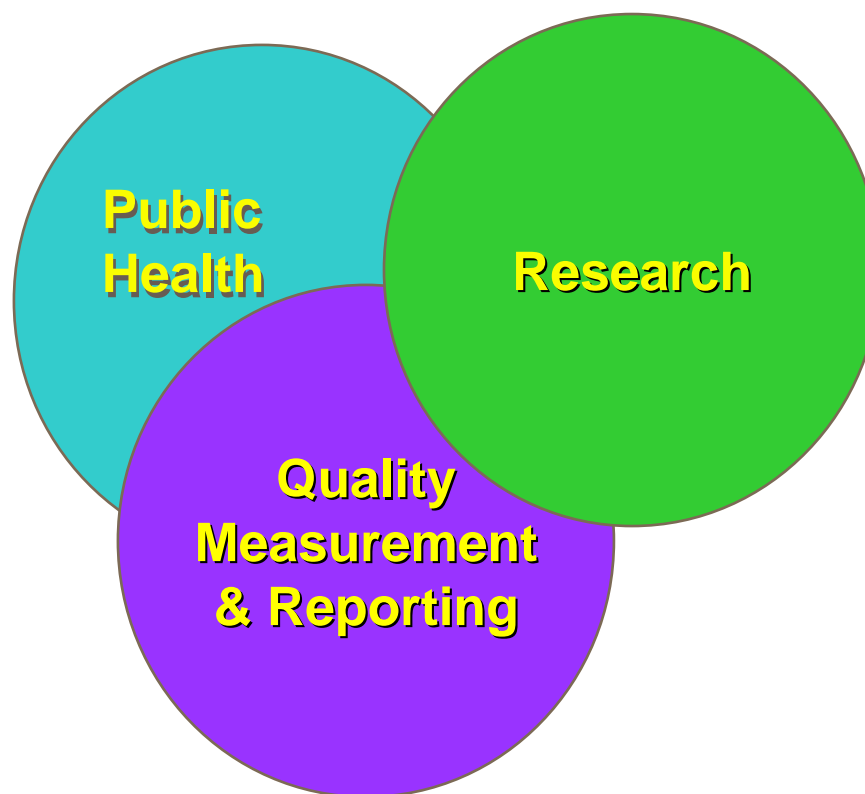 Public
Health
Research
Quality
Measurement
& Reporting